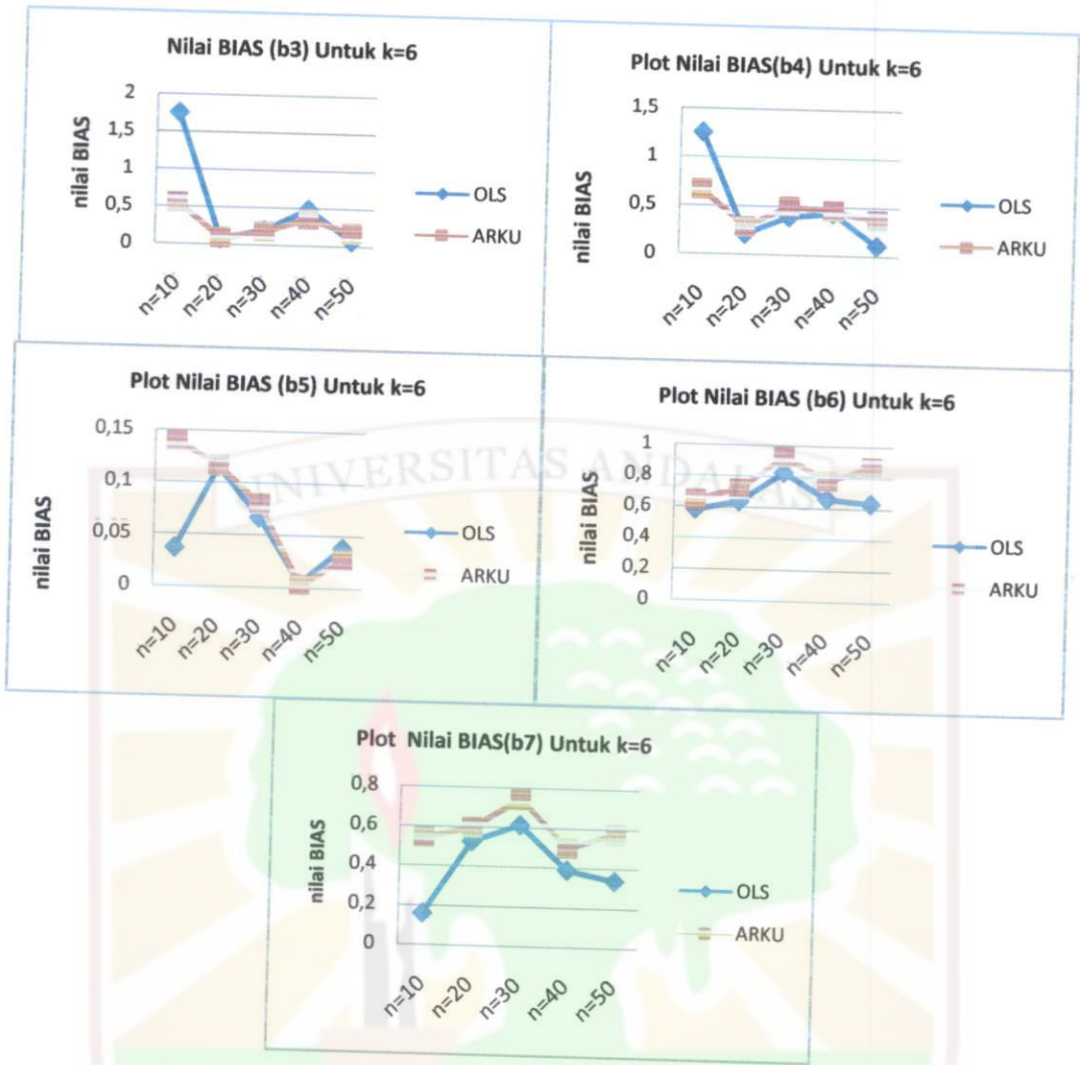 Nilai BIAS (b3) Untuk k=6
nilai BIAS
2
1,5
1
0,5
0
n=10
n=20
n=30
n=40
n=50
OLS
ARKU
Plot Nilai BIAS(b4) Untuk k=6
nilai BIAS
1,5
1
0,5
0
n=10
n=20
n=30
n=40
n=50
OLS
ARKU
Plot Nilai BIAS (b5) Untuk k=6
nilai BIAS
0,15
0,1
0,05
0
n=10
n=20
n=30
n=40
n=50
OLS
ARKU
Plot Nilai BIAS (b6) Untuk k=6
nilai BIAS
1
0,8
0,6
0,4
0,2
0
n=10
n=20
n=30
n=40
n=50
OLS
ARKU
UNIVERSITAS ANDALAS
Plot Nilai BIAS(b7) Untuk k=6
nilai BIAS
0,8
0,6
0,4
0,2
0
n=10
n=20
n=30
n=40
n=50
OLS
ARKU